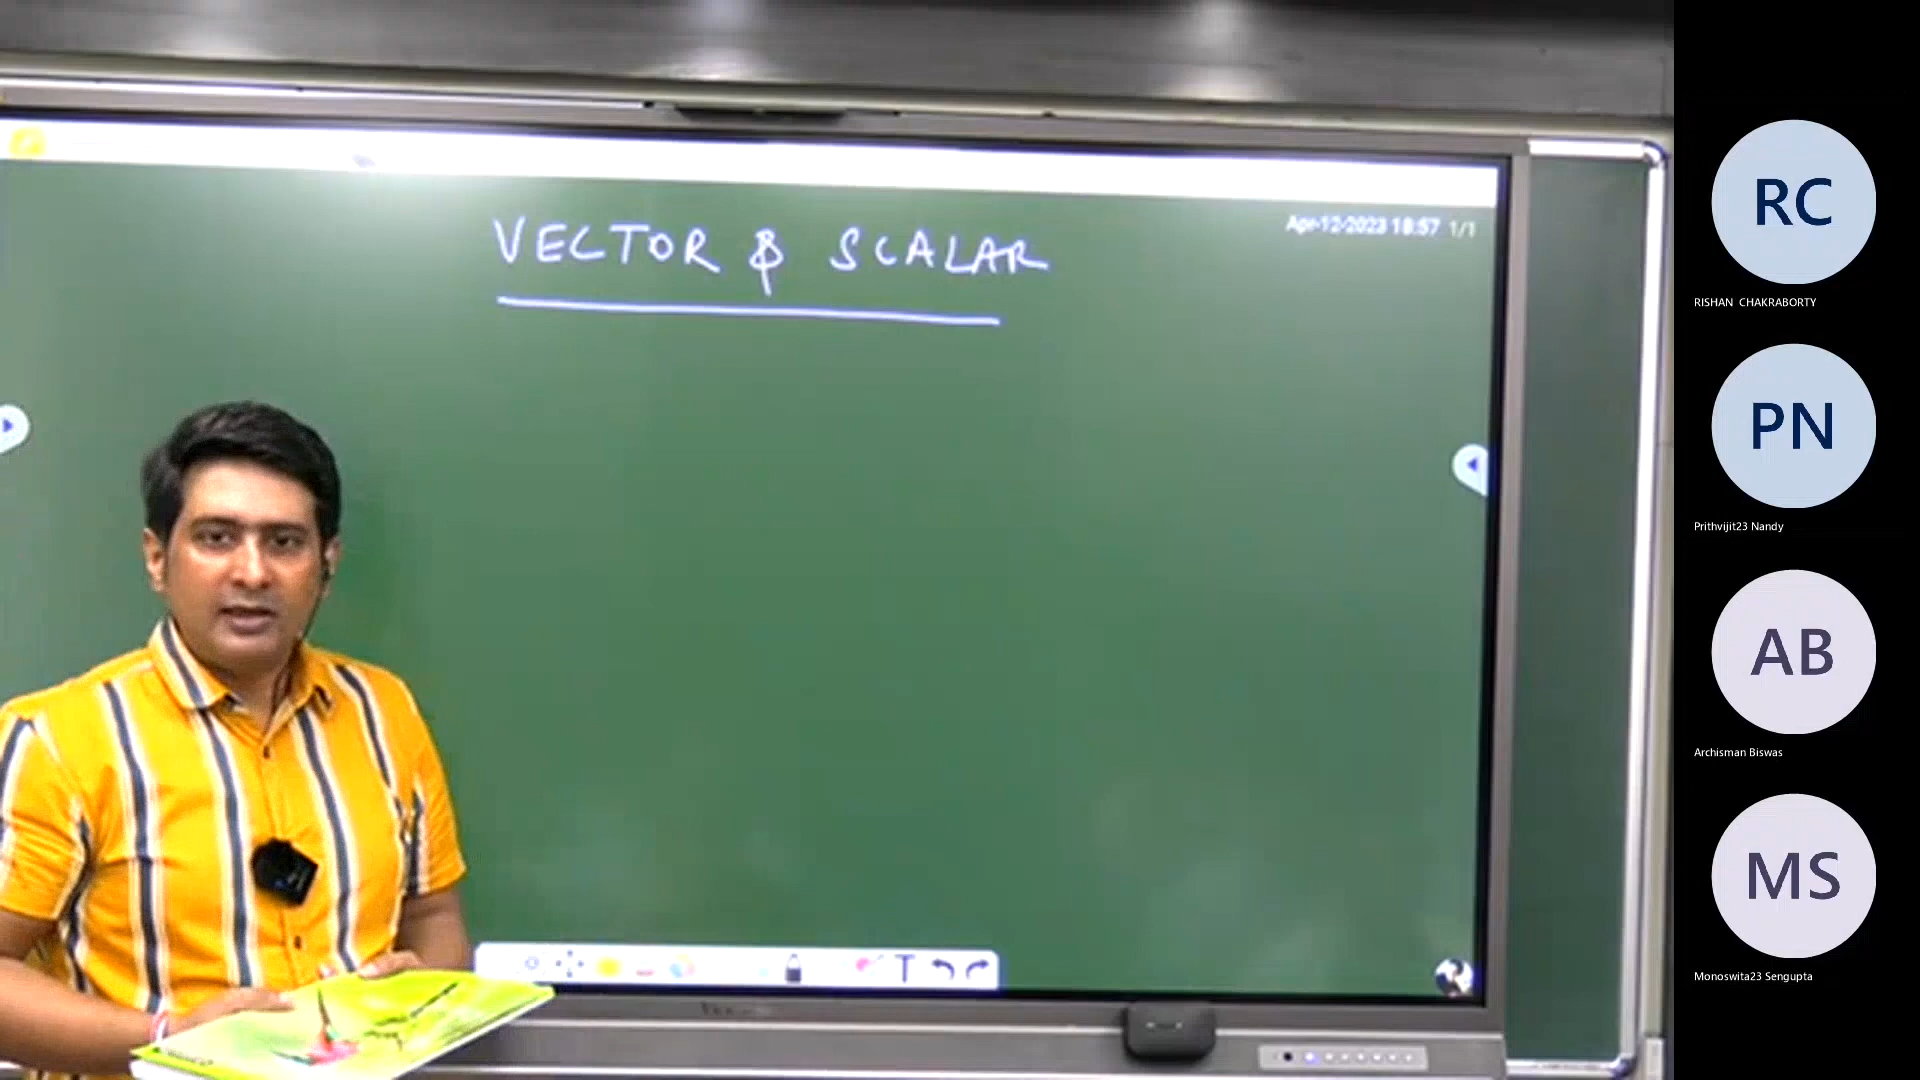 VECTOR & SCALAR
Apr-12-2023 18:57 1/1
T
RC
RISHAN CHAKRABORTY
PN
Prithvijit23 Nandy
AB
Archisman Biswas
MS
Monoswita23 Sengupta